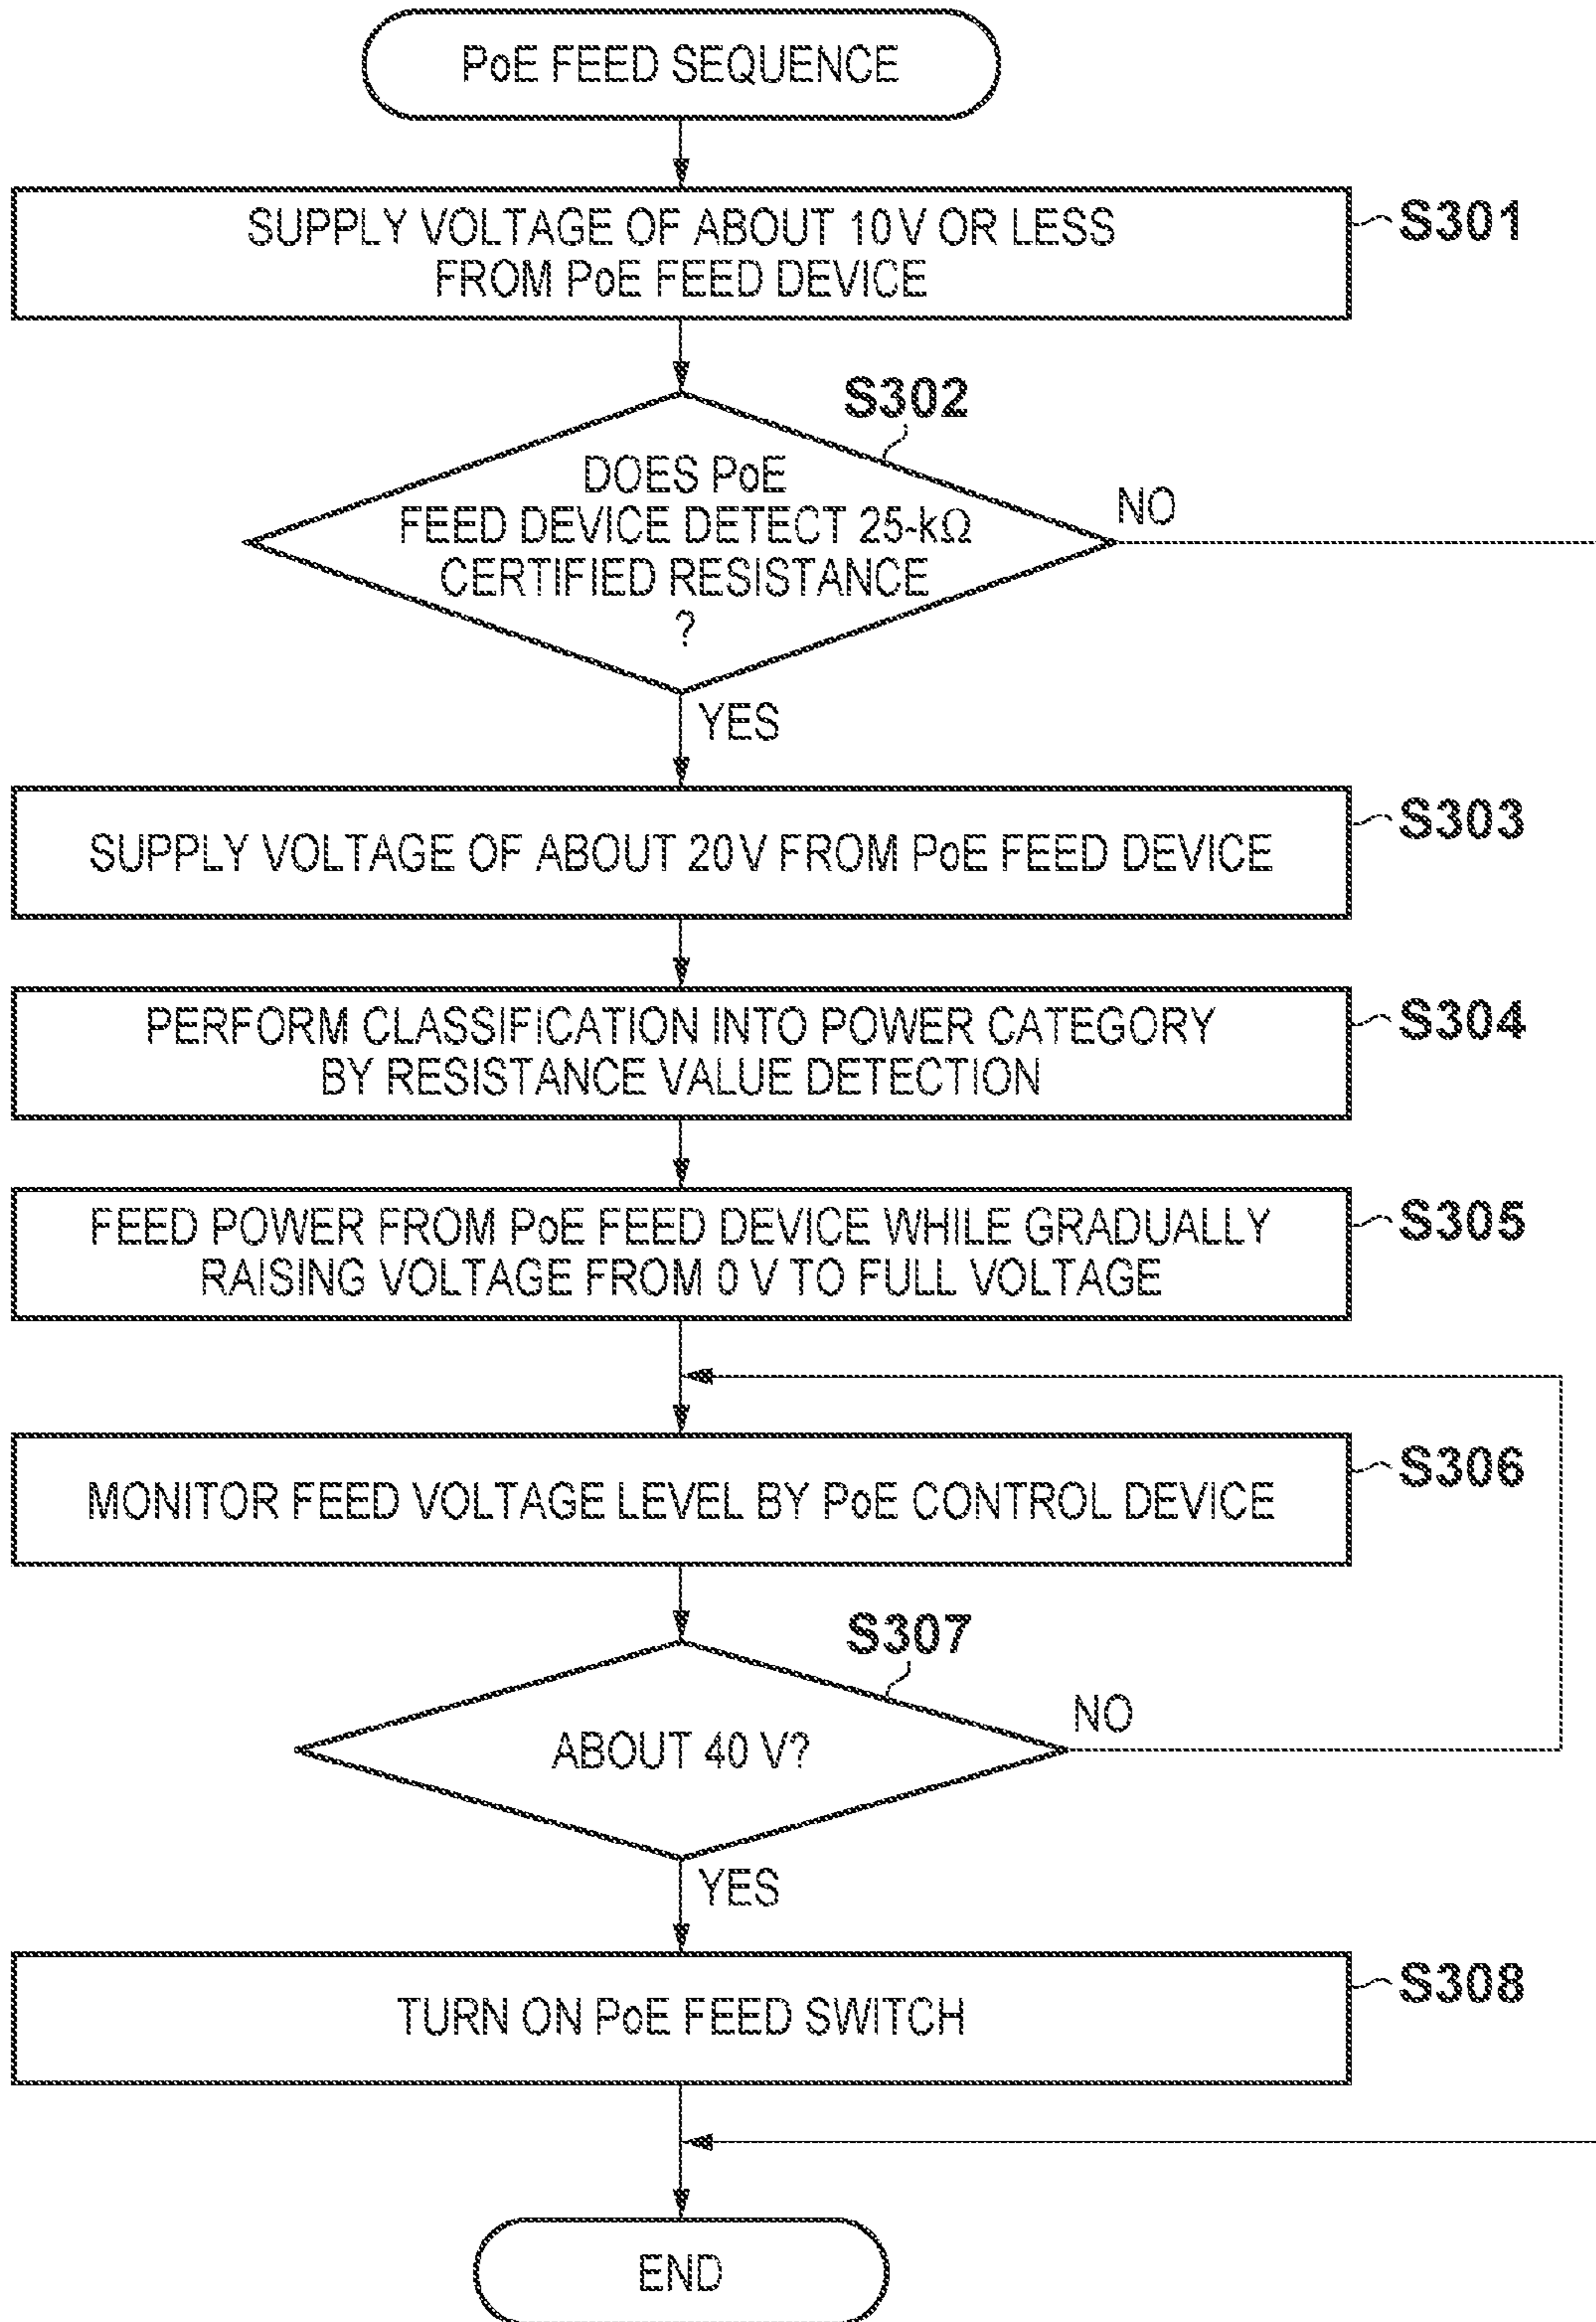 PoE FEED SEQUENCE
SUPPLY VOLTAGE OF ABOUT 10V OR LESS
FROM PoE FEED DEVICE
S301
S302
DOES PoE
FEED DEVICE DETECT 25-kΩ
CERTIFIED RESISTANCE
?
NO
YES
SUPPLY VOLTAGE OF ABOUT 20V FROM PoE FEED DEVICE
S303
PERFORM CLASSIFICATION INTO POWER CATEGORY
BY RESISTANCE VALUE DETECTION
S304
FEED POWER FROM PoE FEED DEVICE WHILE GRADUALLY
RAISING VOLTAGE FROM 0 V TO FULL VOLTAGE
S305
MONITOR FEED VOLTAGE LEVEL BY PoE CONTROL DEVICE
S306
S307
ABOUT 40 V?
NO
YES
TURN ON PoE FEED SWITCH
S308
END